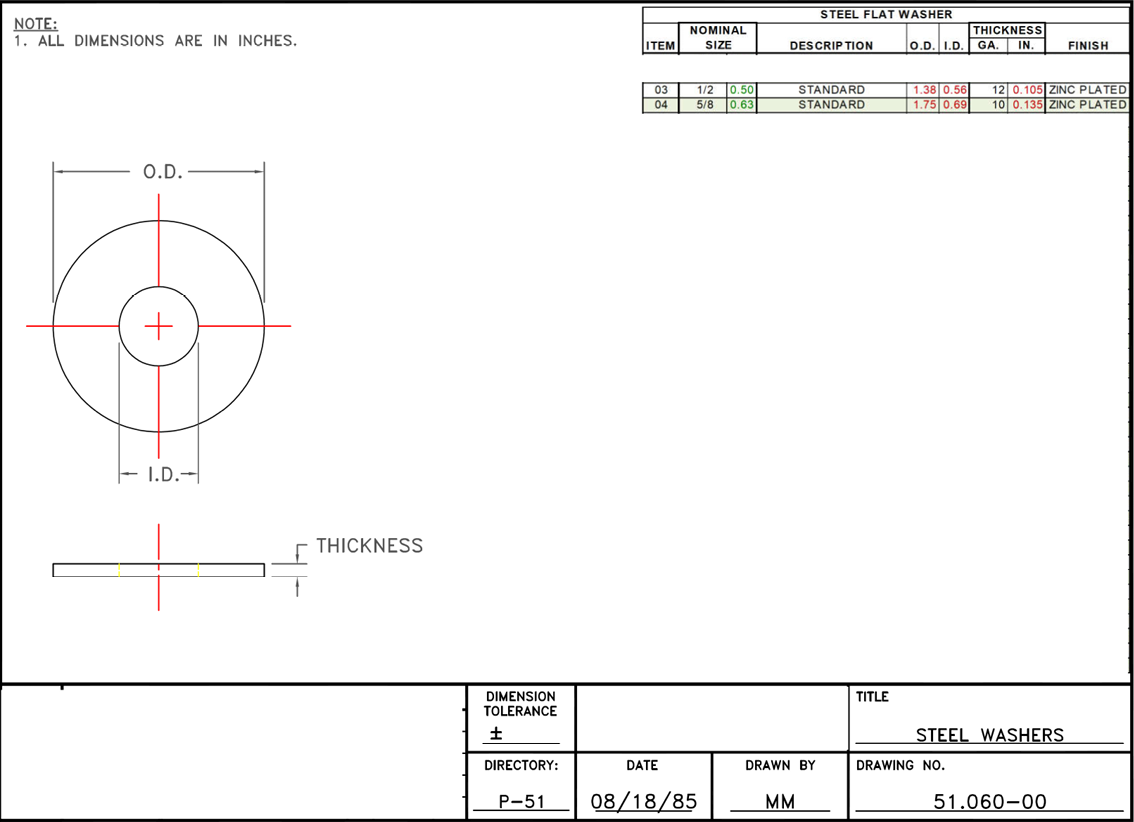 NOTE:
1. ALL DIMENSIONS ARE IN INCHES.
STEEL FLAT WASHER
ITEM NOMINAL SIZE DESCRIPTION O.D. I.D. THICKNESS GA. IN. FINISH
03 1/2 0.50 STANDARD 1.38 0.56 12 0.105 ZINC PLATED
04 5/8 0.63 STANDARD 1.75 0.69 10 0.135 ZINC PLATED
O.D.
I.D.
THICKNESS
DIMENSION
TOLERANCE
±
TITLE
STEEL WASHERS
DIRECTORY:
P-51
DATE
08/18/85
DRAWN BY
MM
DRAWING NO.
51.060-00